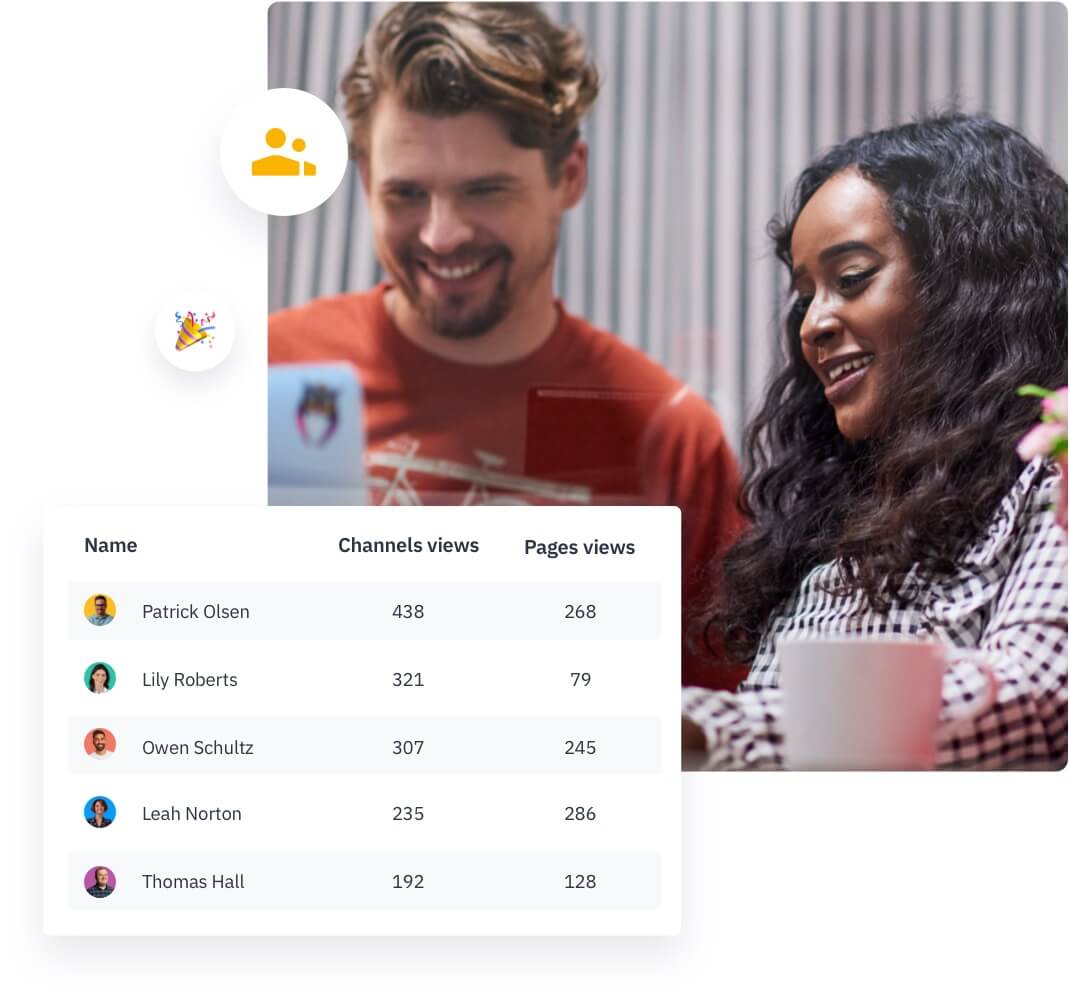 Name Channels views Pages views
Patrick Olsen 438 268
Lily Roberts 321 79
Owen Schultz 307 245
Leah Norton 235 286
Thomas Hall 192 128